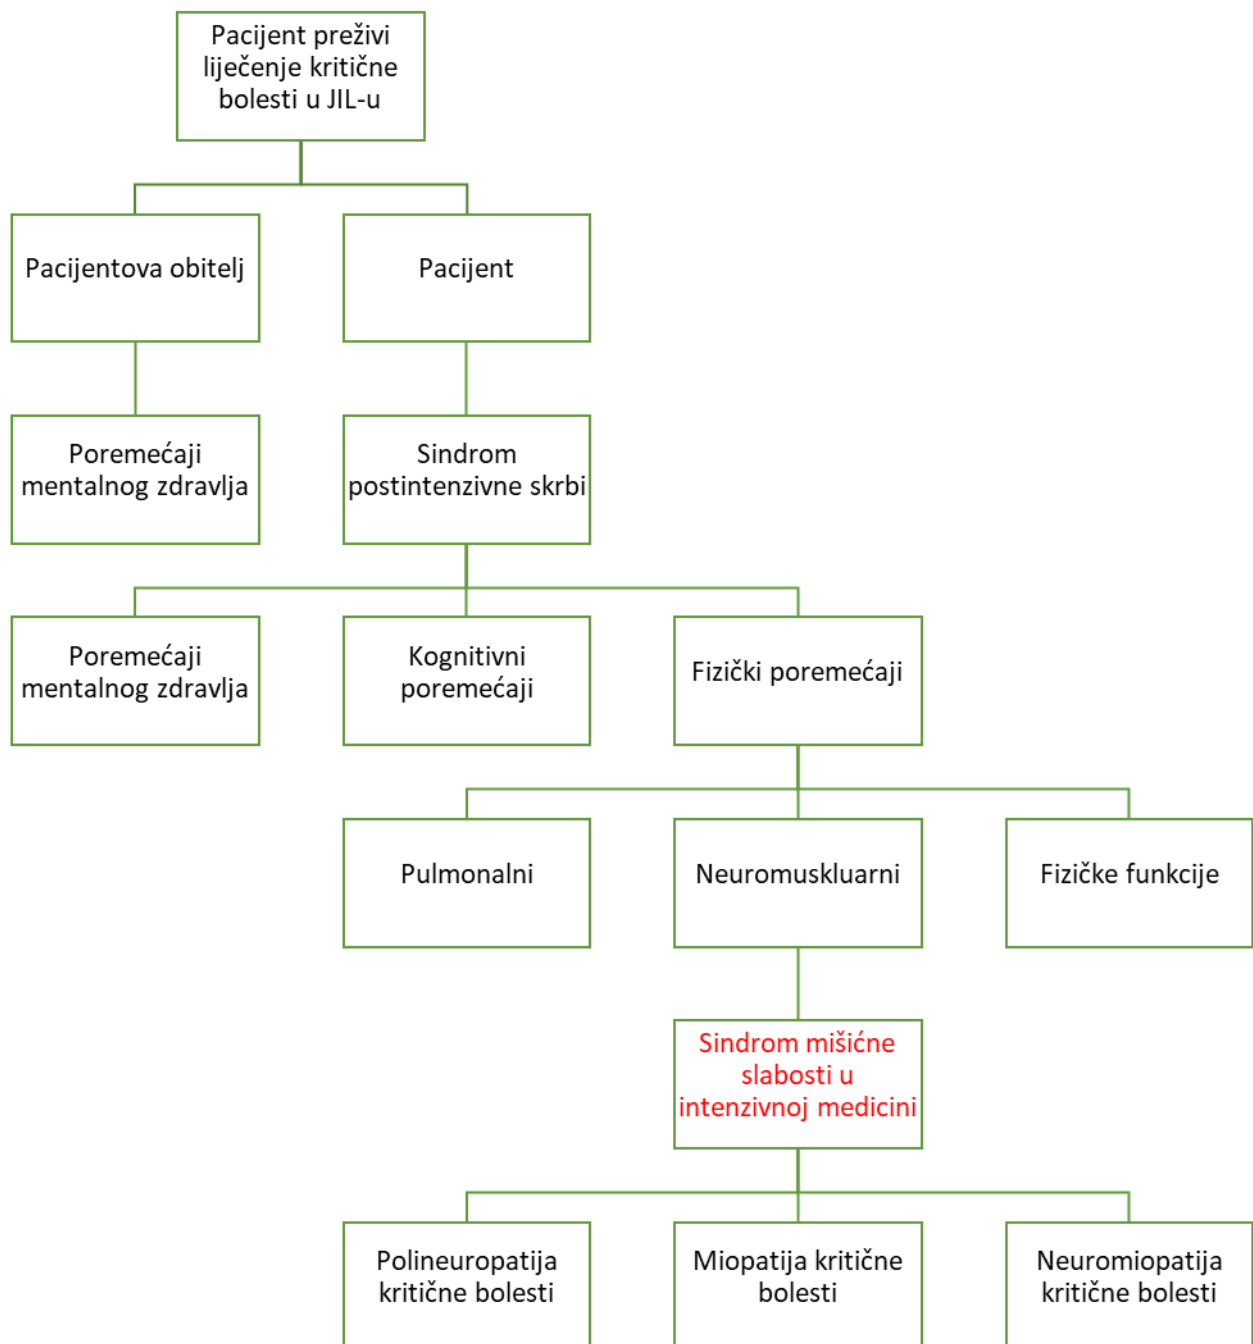 Pacijent preživi
liječenje kritične
bolesti u JIL-u
Pacijentova obitelj
Pacijent
Poremećaji
mentalnog zdravlja
Sindrom
postintenzivne skrbi
Poremećaji
mentalnog zdravlja
Kognitivni
poremećaji
Fizički poremećaji
Pulmonalni
Neuromuskluarni
Fizičke funkcije
Sindrom mišićne
slabosti u
intenzivnoj medicini
Polineuropatija
kritične bolesti
Miopatija kritične
bolesti
Neuromiopatija
kritične bolesti